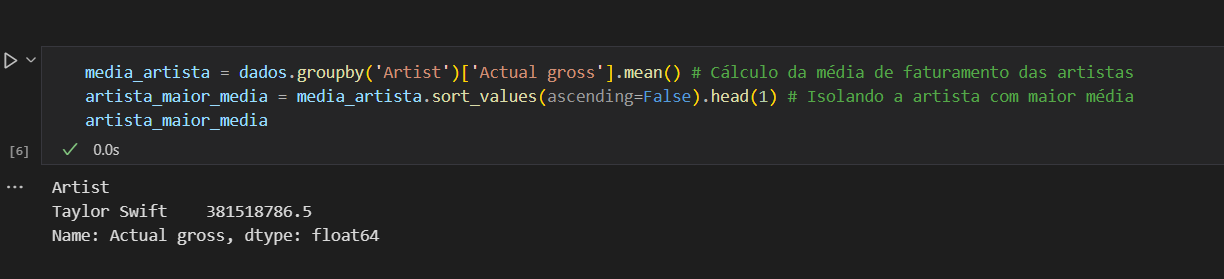 media_artista = dados.groupby('Artist')['Actual gross'].mean() # Cálculo da média de faturamento das artistas
artista_maior_media = media_artista.sort_values(ascending=False).head(1) # Isolando a artista com maior média
artista_maior_media
[6] 0.0s
Artist
Taylor Swift    381518786.5
Name: Actual gross, dtype: float64